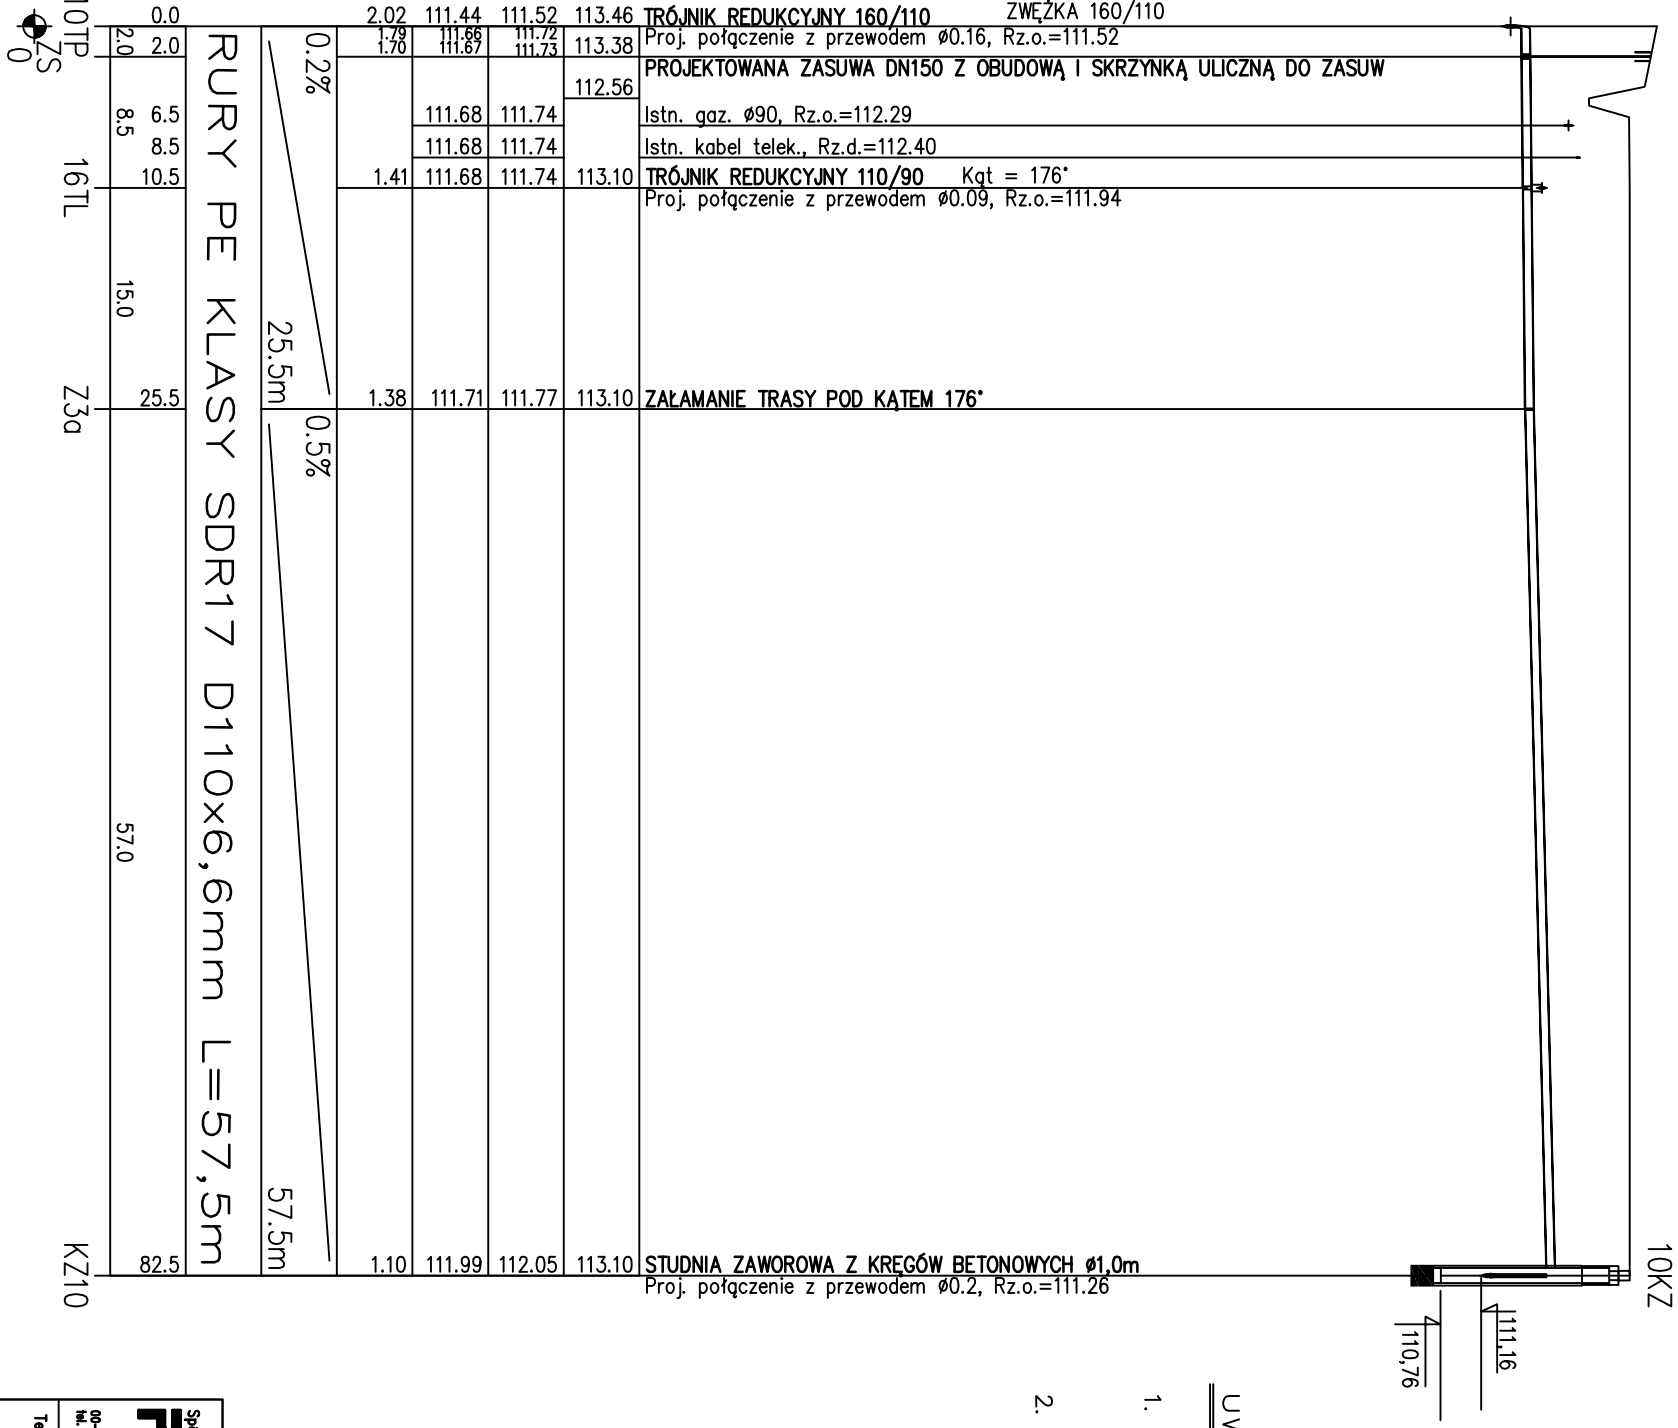 0.0 2.02 111.44 111.52 113.46 TRÓJNIK REDUKCYJNY 160/110 ZWĘŻKA 160/110
1.79 111.66 111.72 Proj. połączenie z przewodem ø0.16, Rz.o.=111.52
2.0 1.70 111.67 111.73 113.38
PROJEKTOWANA ZASUWA DN150 Z OBUDOWĄ I SKRZYNKĄ ULICZNĄ DO ZASUW
112.56
6.5 111.68 111.74 Istn. gaz. ø90, Rz.o.=112.29
8.5 111.68 111.74 Istn. kabel telek., Rz.d.=112.40
10.5 1.41 111.68 111.74 113.10 TRÓJNIK REDUKCYJNY 110/90 Kąt = 176°
Proj. połączenie z przewodem ø0.09, Rz.o.=111.94
25.5 1.38 111.71 111.77 113.10 ZAŁAMANIE TRASY POD KĄTEM 176°
82.5 1.10 111.99 112.05 113.10 STUDNIA ZAWOROWA Z KRĘGÓW BETONOWYCH ø1,0m
Proj. połączenie z przewodem ø0.2, Rz.o.=111.26
10KZ
111,16
110,76
0.2% 0.5%
25.5m 57.5m
RURY PE KLASY SDR17 D110x6,6mm L=57,5m
2.0 8.5 15.0 57.0
10TP 16TL Z3a KZ10
ZS
0
1.
2.
00-
tel.